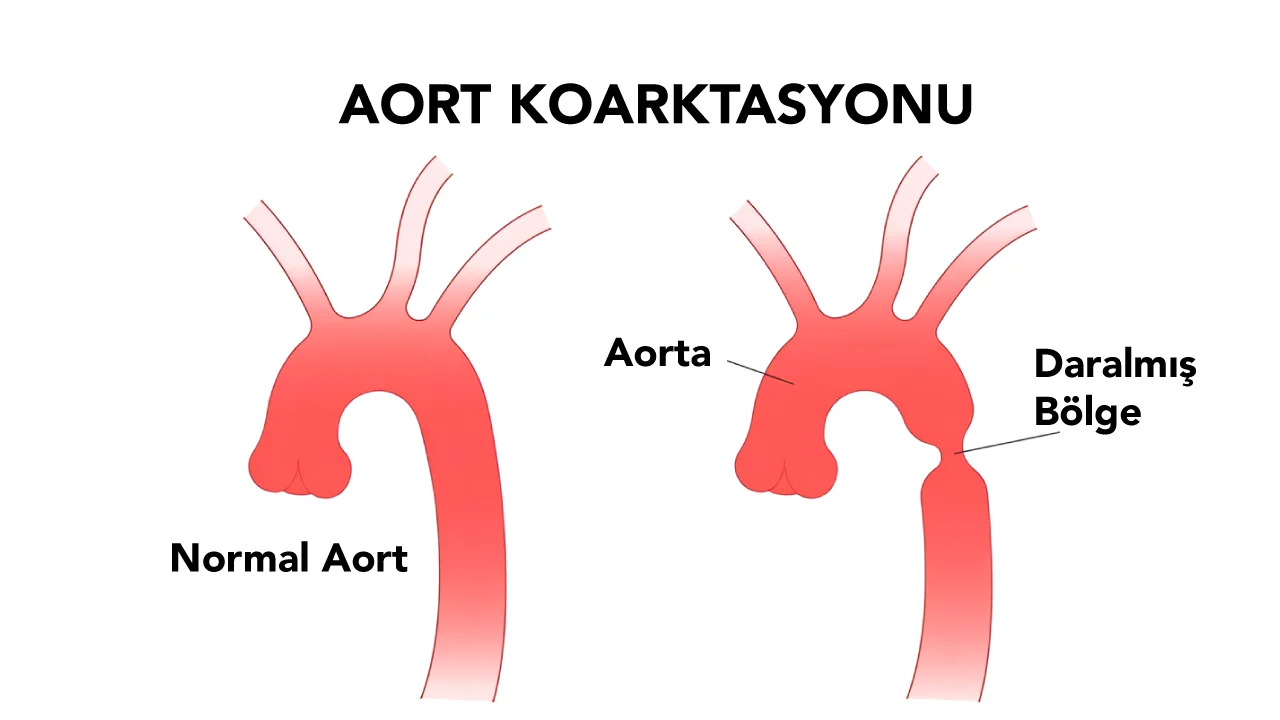 AORT KOARKTASYONU
Aorta
Daralmış
Bölge
Normal Aort